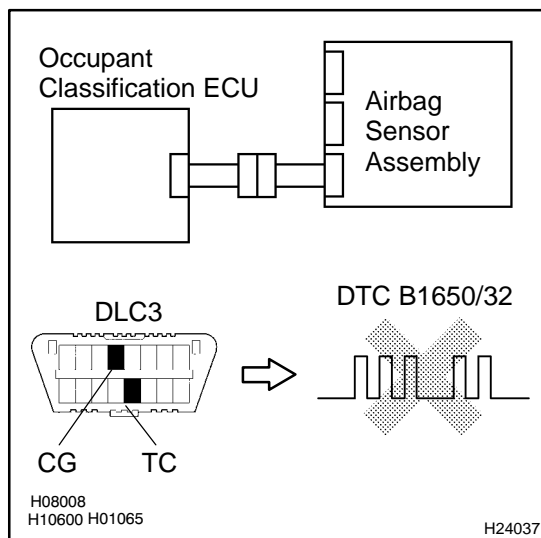 Occupant
Classification ECU
Airbag
Sensor
Assembly
DLC3
DTC B1650/32
CG
TC
H08008
H10600 H01065
H24037